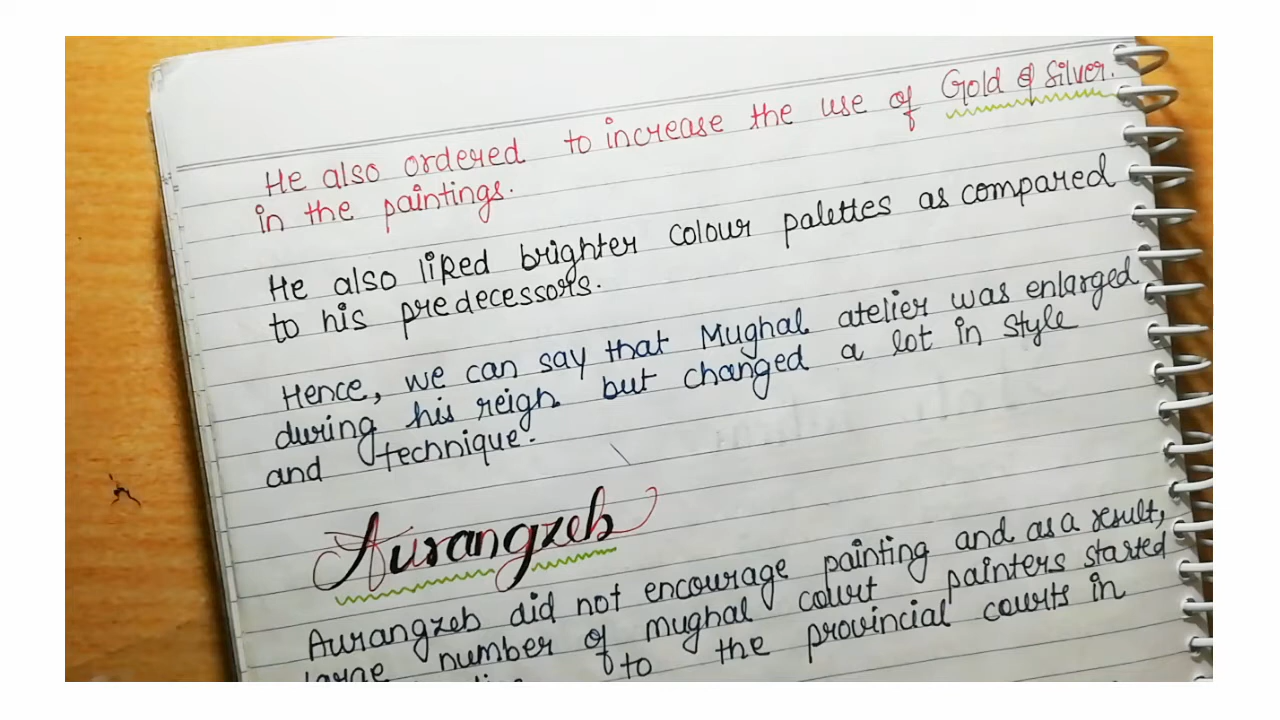 He also ordered to increase the use of Gold & Silver.
in the paintings.
He also liked brighter colour palettes as compared
to his predecessors.
Hence, we can say that Mughal atelier was enlarged
during his reign but changed a lot in style
and technique.
Aurangzeb
Aurangzeb did not encourage painting and as a result,
large number of mughal court painters started
to the provincial courts in